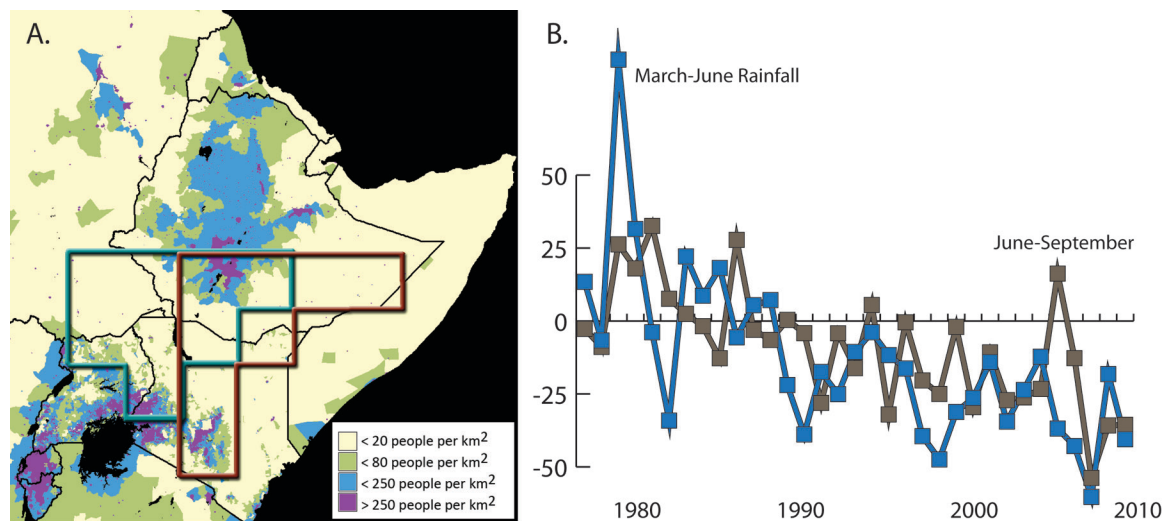 A.
< 20 people per km2
< 80 people per km2
< 250 people per km2
> 250 people per km2
B.
March-June Rainfall
June-September
50
25
0
-25
-50
1980
1990
2000
2010